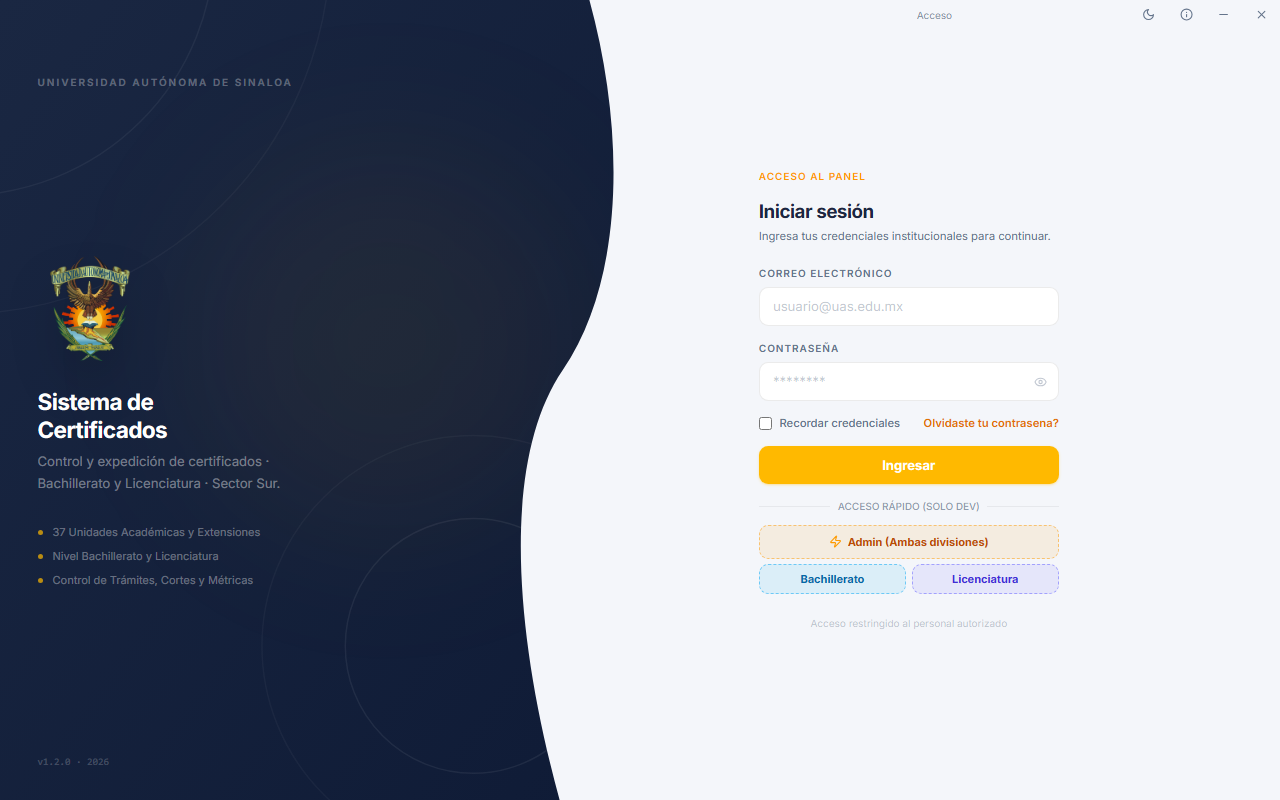 Acceso
UNIVERSIDAD AUTÓNOMA DE SINALOA
Sistema de
Certificados
Control y expedición de certificados ·
Bachillerato y Licenciatura · Sector Sur.
37 Unidades Académicas y Extensiones
Nivel Bachillerato y Licenciatura
Control de Trámites, Cortes y Métricas
v1.2.0 · 2026
ACCESO AL PANEL
Iniciar sesión
Ingresa tus credenciales institucionales para continuar.
CORREO ELECTRÓNICO
usuario@uas.edu.mx
CONTRASEÑA
********
Recordar credenciales Olvidaste tu contrasena?
Ingresar
ACCESO RÁPIDO (SOLO DEV)
Admin (Ambas divisiones)
Bachillerato Licenciatura
Acceso restringido al personal autorizado